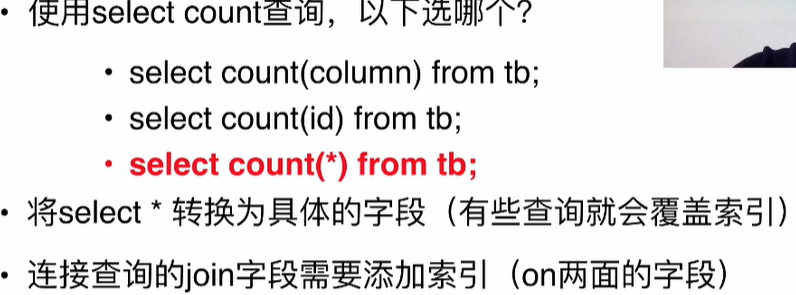 • 使用select count查询，以下选哪个？
• select count(column) from tb;
• select count(id) from tb;
• select count(*) from tb;
• 将select * 转换为具体的字段（有些查询就会覆盖索引）
• 连接查询的join字段需要添加索引（on两面的字段）